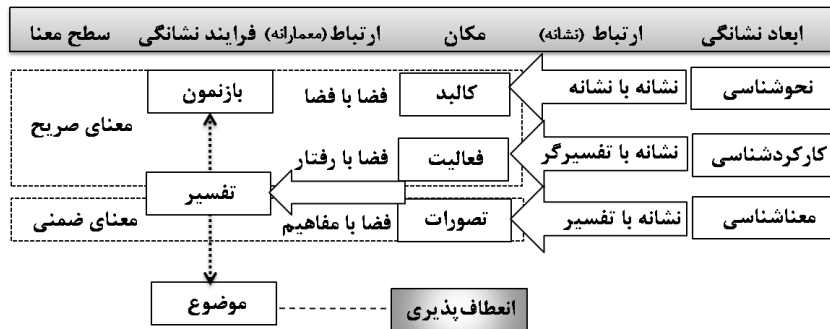 ابعاد نشانگی ارتباط (نشانه) مکان ارتباط (معمارانه) فرایند نشانگی سطح معنا
نحوشناسی نشانه با نشانه کالبد فضا با فضا بازنمون
معنای صریح
کارکردشناسی نشانه با تفسیرگر فعالیت فضا با رفتار
تفسیر
معناشناسی نشانه با تفسیر تصورات فضا با مفاهیم معنای ضمنی
موضوع انعطاف‌پذیری